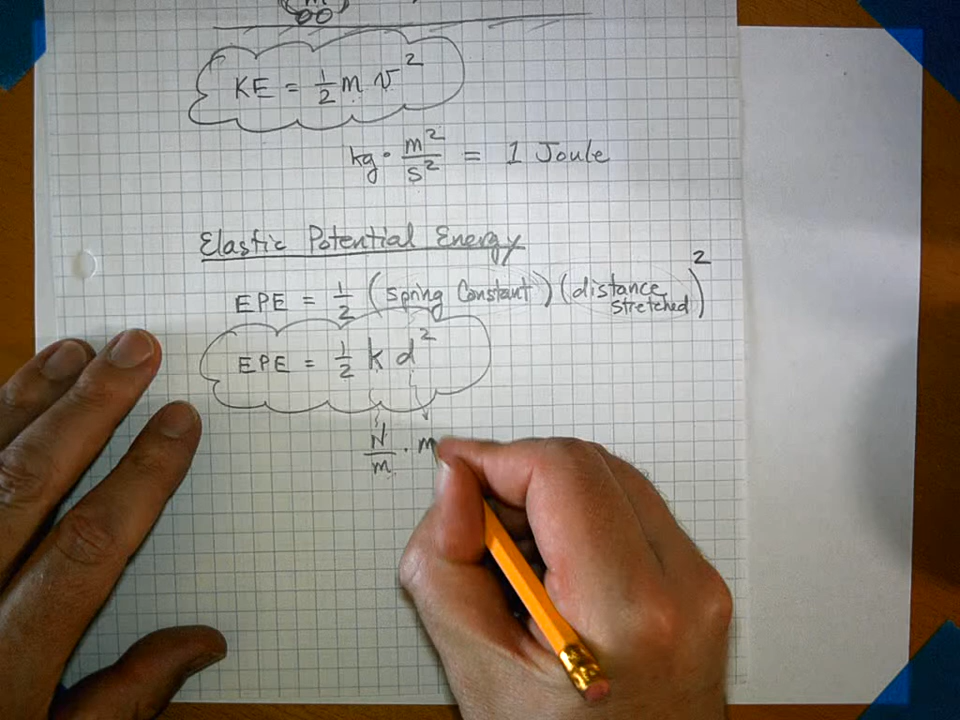 KE = 1/2 m v²
kg · m²/s² = 1 Joule
Elastic Potential Energy
EPE = 1/2 (Spring Constant) (distance stretched)²
EPE = 1/2 k d²
N/m · m